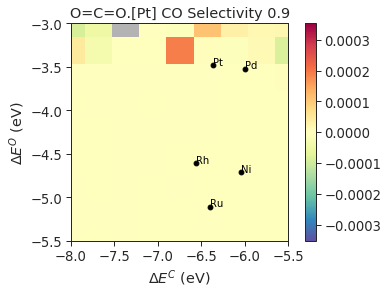 O=C=O.[Pt] CO Selectivity 0.9
−3.0
−3.5
−4.0
−4.5
−5.0
−5.5
ΔE^O (eV)
Pt
Pd
Rh
Ni
Ru
−8.0 −7.5 −7.0 −6.5 −6.0 −5.5
ΔE^C (eV)
0.0003
0.0002
0.0001
0.0000
−0.0001
−0.0002
−0.0003